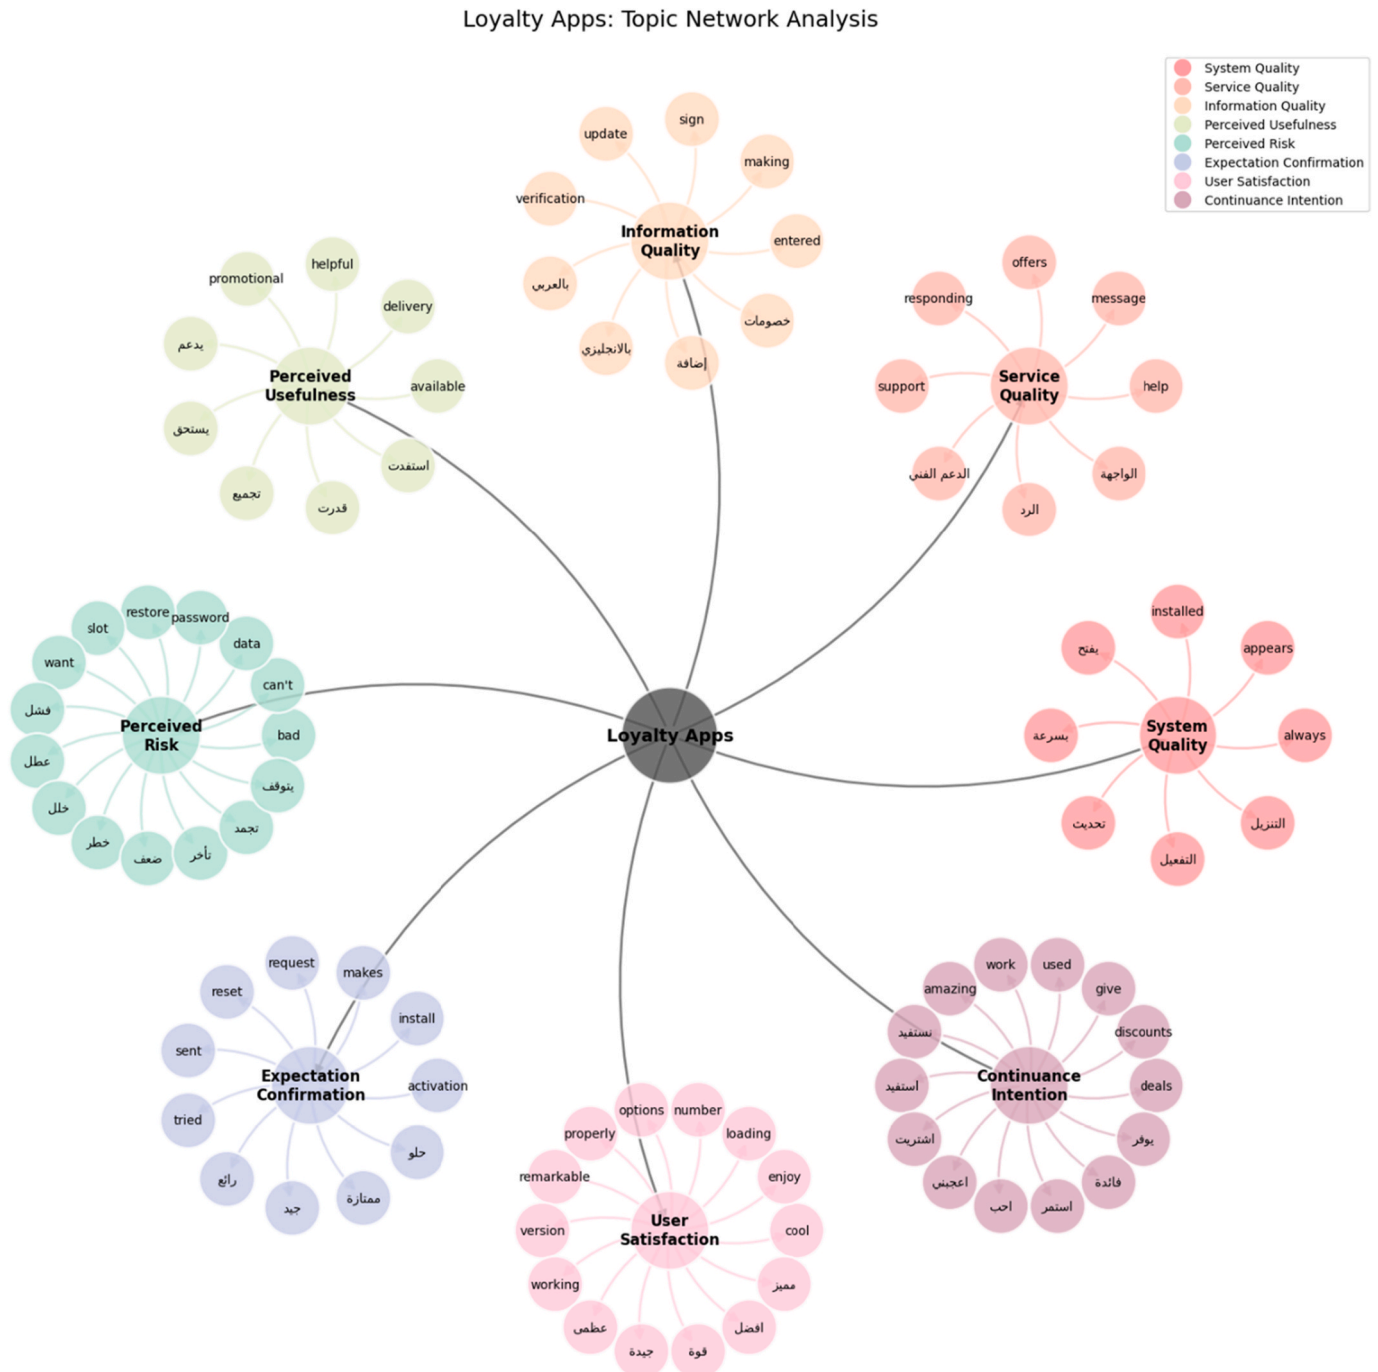 Loyalty Apps: Topic Network Analysis
System Quality
Service Quality
Information Quality
Perceived Usefulness
Perceived Risk
Expectation Confirmation
User Satisfaction
Continuance Intention
Information
Quality
sign
update
making
verification
entered
بالعربي
خصومات
بالانجليزي
إضافة
Perceived
Usefulness
helpful
promotional
delivery
يدعم
available
يستحق
استفدت
تجميع
قدرت
Service
Quality
offers
responding
message
support
help
الدعم الفني
الواجهة
الرد
Perceived
Risk
restore
password
slot
data
want
can't
فشل
bad
عطل
يتوقف
خلل
تجمد
خطر
تأخر
ضعف
Loyalty Apps
System
Quality
installed
يفتح
appears
بسرعة
always
تحديث
التنزيل
التفعيل
Expectation
Confirmation
request
makes
reset
install
sent
activation
tried
حلو
رائع
ممتازة
جيد
User
Satisfaction
options
number
properly
loading
remarkable
enjoy
version
cool
working
مميز
عظمى
افضل
جيدة
قوة
Continuance
Intention
work
used
amazing
give
نستفيد
discounts
استفيد
deals
اشتريت
يوفر
اعجبني
فائدة
احب
استمر